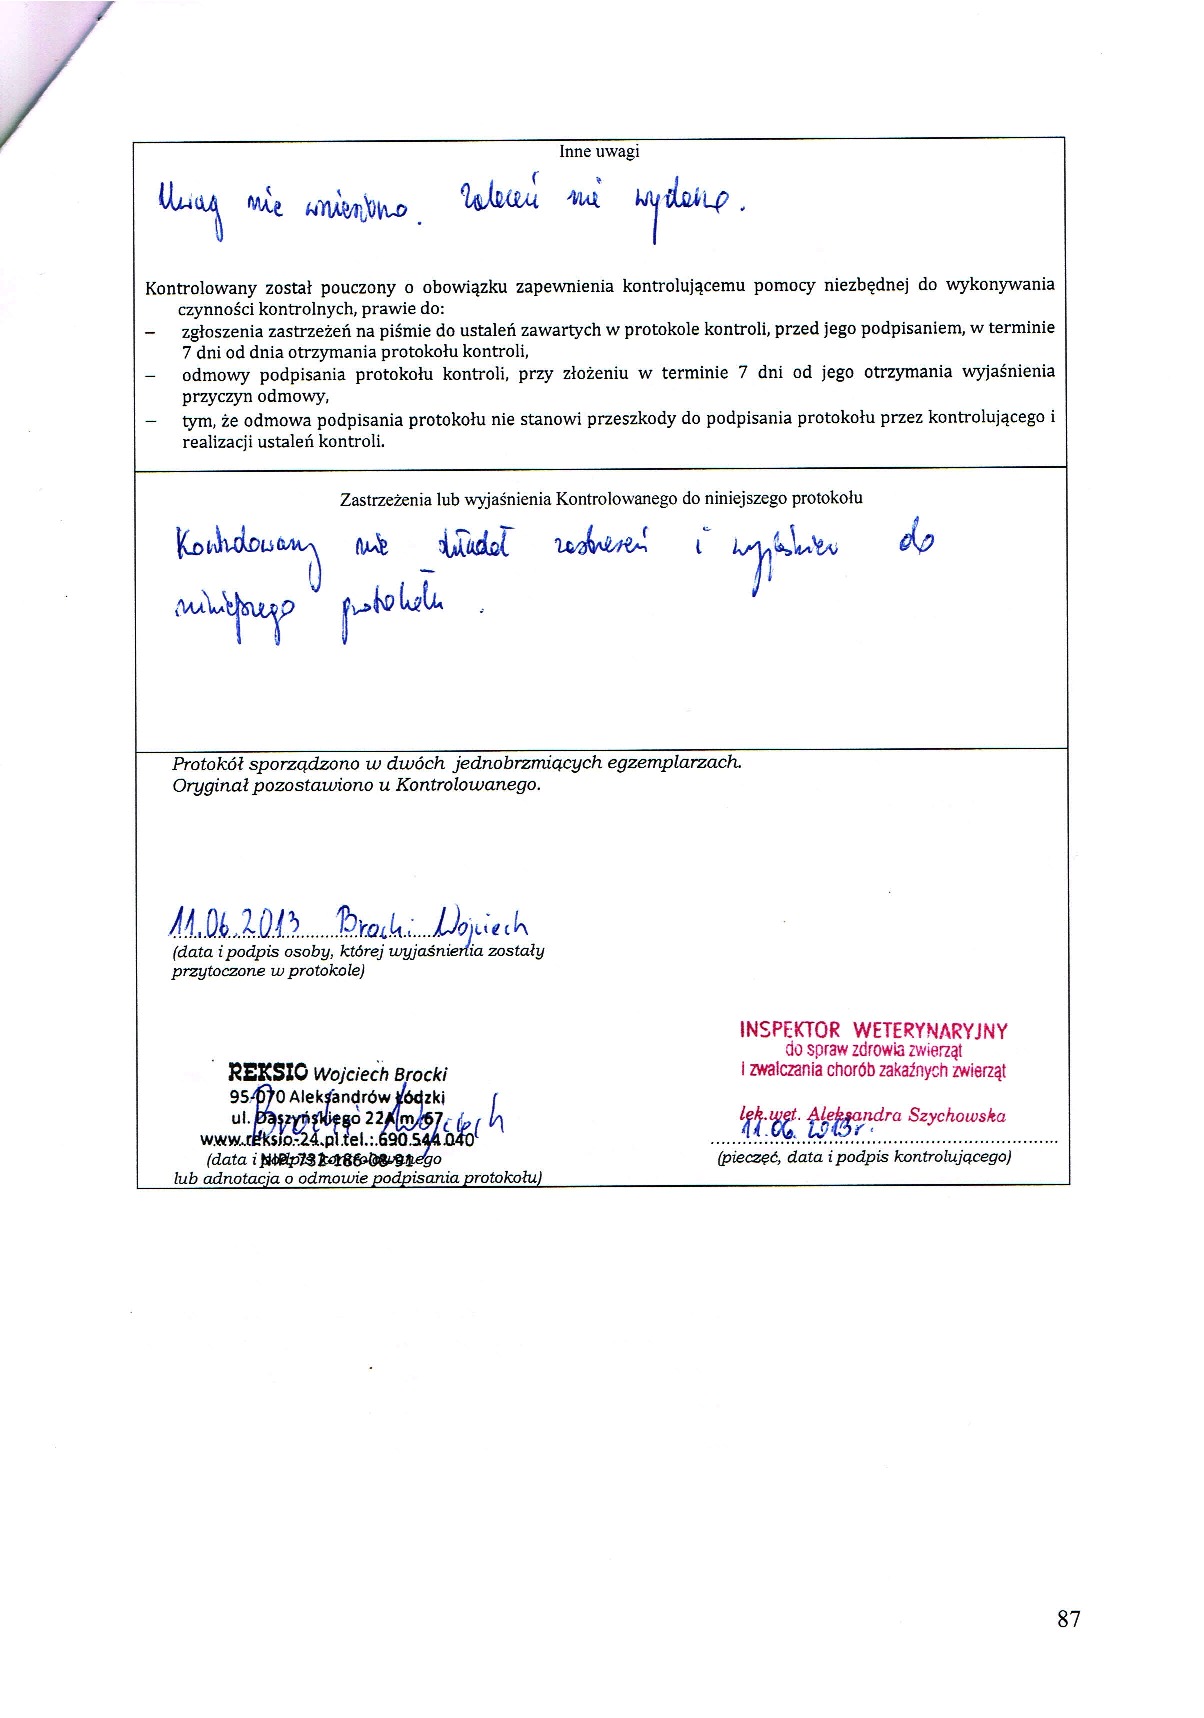 Inne uwagi
Uwag nie wniesiono. Zaleceń nie wydano.
Kontrolowany został pouczony o obowiązku zapewnienia kontrolującemu pomocy niezbędnej do wykonywania
czynności kontrolnych, prawie do:
– zgłoszenia zastrzeżeń na piśmie do ustaleń zawartych w protokole kontroli, przed jego podpisaniem, w terminie
7 dni od dnia otrzymania protokołu kontroli,
– odmowy podpisania protokołu kontroli, przy złożeniu w terminie 7 dni od jego otrzymania wyjaśnienia
przyczyn odmowy,
– tym, że odmowa podpisania protokołu nie stanowi przeszkody do podpisania protokołu przez kontrolującego i
realizacji ustaleń kontroli.
Zastrzeżenia lub wyjaśnienia Kontrolowanego do niniejszego protokołu
Kontrolowany nie składał zastrzeżeń i wyjaśnień do
niniejszego protokołu.
Protokół sporządzono w dwóch jednobrzmiących egzemplarzach.
Oryginał pozostawiono u Kontrolowanego.
11.06.2013 Brocki Wojciech
(data i podpis osoby, której wyjaśnienia zostały
przytoczone w protokole)
INSPEKTOR WETERYNARYJNY
do spraw zdrowia zwierząt
i zwalczania chorób zakaźnych zwierząt
lek.wet. Aleksandra Szychowska
11.06.2013r.
(pieczęć, data i podpis kontrolującego)
REKSIO Wojciech Brocki
95-070 Aleksandrów Łódzki
ul. Daszyńskiego 22A m. 67
Brocki Wojciech
www.reksio-24.pl tel.: 690 544 040
NIP: 732-186-08-91
(data i podpis kontrolowanego
lub adnotacja o odmowie podpisania protokołu)
87